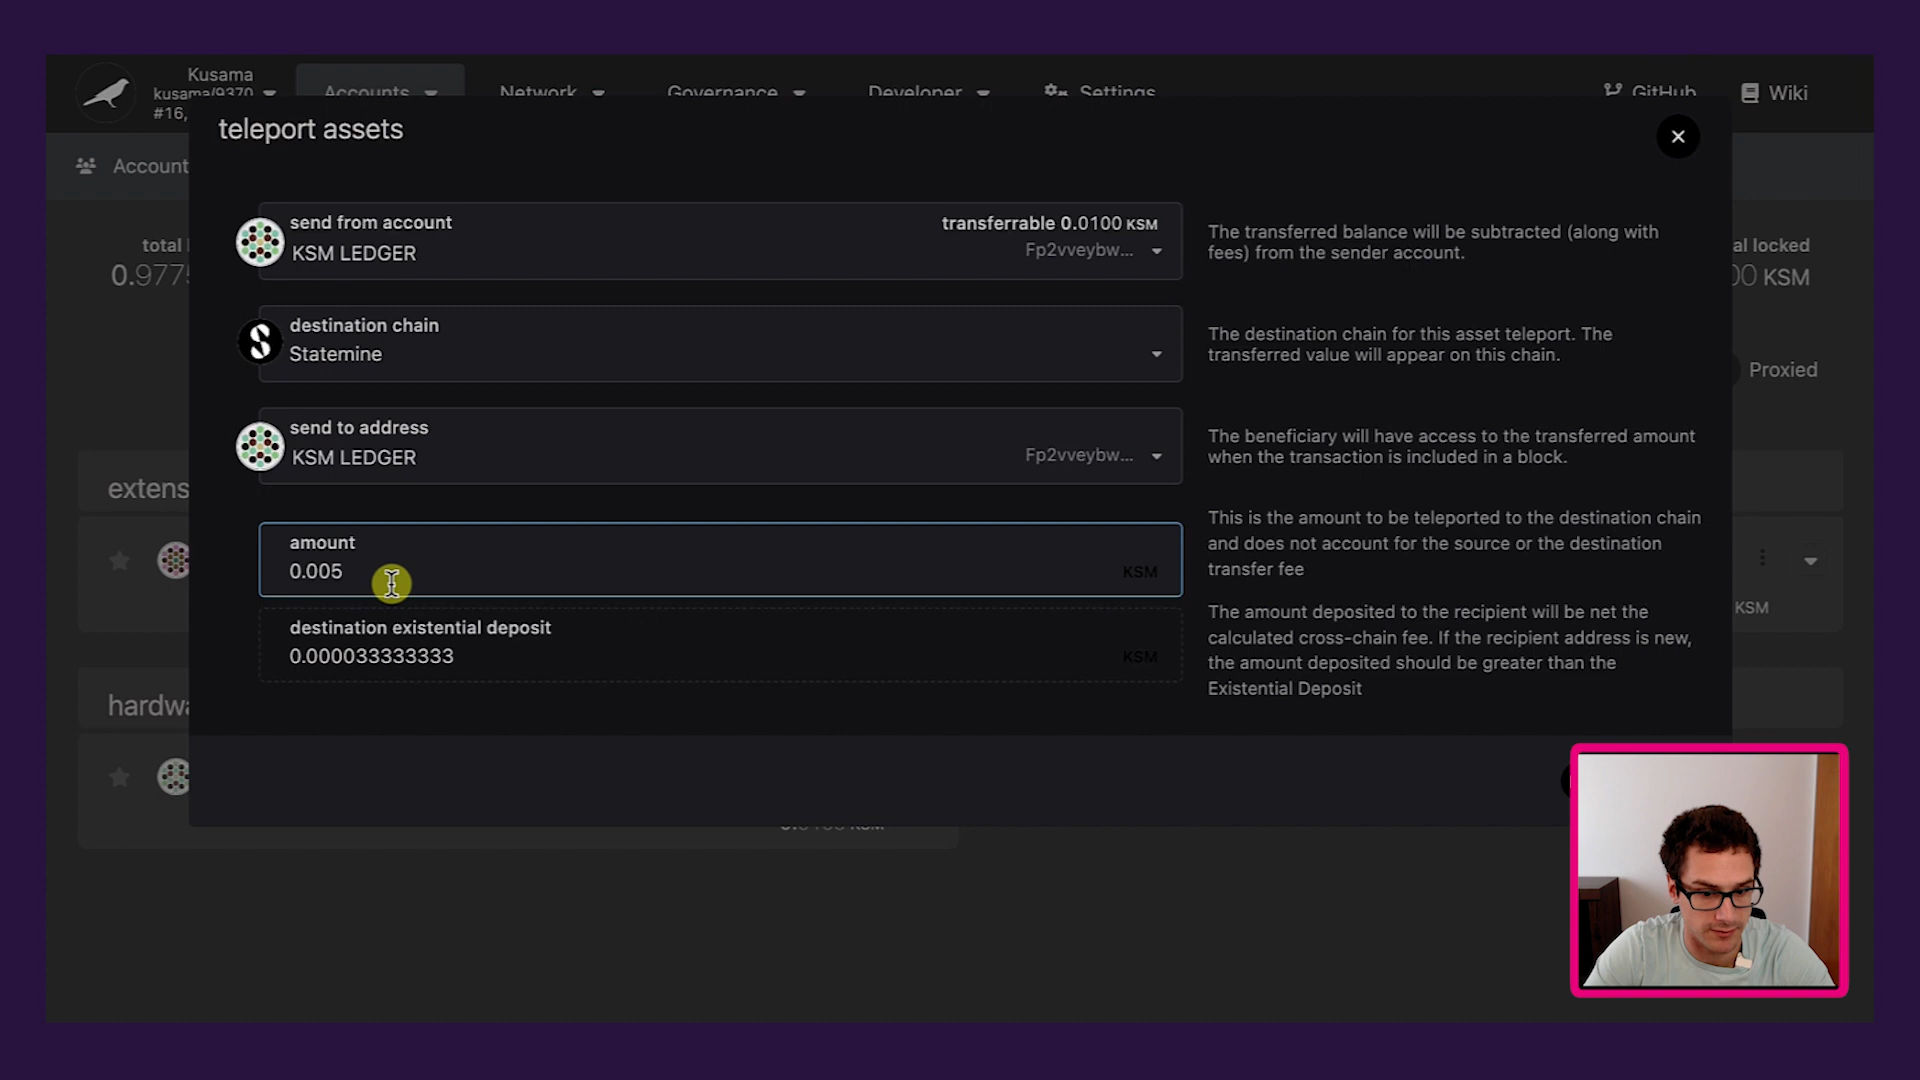 Kusama
kusama/9370
#16,
Accounts
Network
Governance
Developer
Settings
GitHub
Wiki
teleport assets
Account
send from account
transferrable 0.0100 KSM
KSM LEDGER
Fp2vveybw...
The transferred balance will be subtracted (along with
fees) from the sender account.
total
0.9775
al locked
00 KSM
destination chain
Statemine
The destination chain for this asset teleport. The
transferred value will appear on this chain.
Proxied
send to address
KSM LEDGER
Fp2vveybw...
The beneficiary will have access to the transferred amount
when the transaction is included in a block.
extens
amount
0.005
KSM
This is the amount to be teleported to the destination chain
and does not account for the source or the destination
transfer fee
KSM
destination existential deposit
0.000033333333
KSM
The amount deposited to the recipient will be net the
calculated cross-chain fee. If the recipient address is new,
the amount deposited should be greater than the
Existential Deposit
hardwa